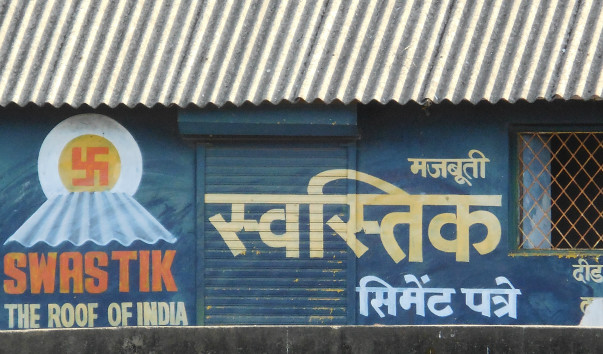 SWASTIK
THE ROOF OF INDIA
मजबूती
स्वस्तिक
सिमेंट पत्रे